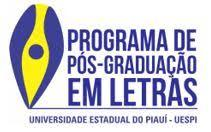 PROGRAMA DE
PÓS-GRADUAÇÃO
EM LETRAS
UNIVERSIDADE ESTADUAL DO PIAUÍ - UESPI